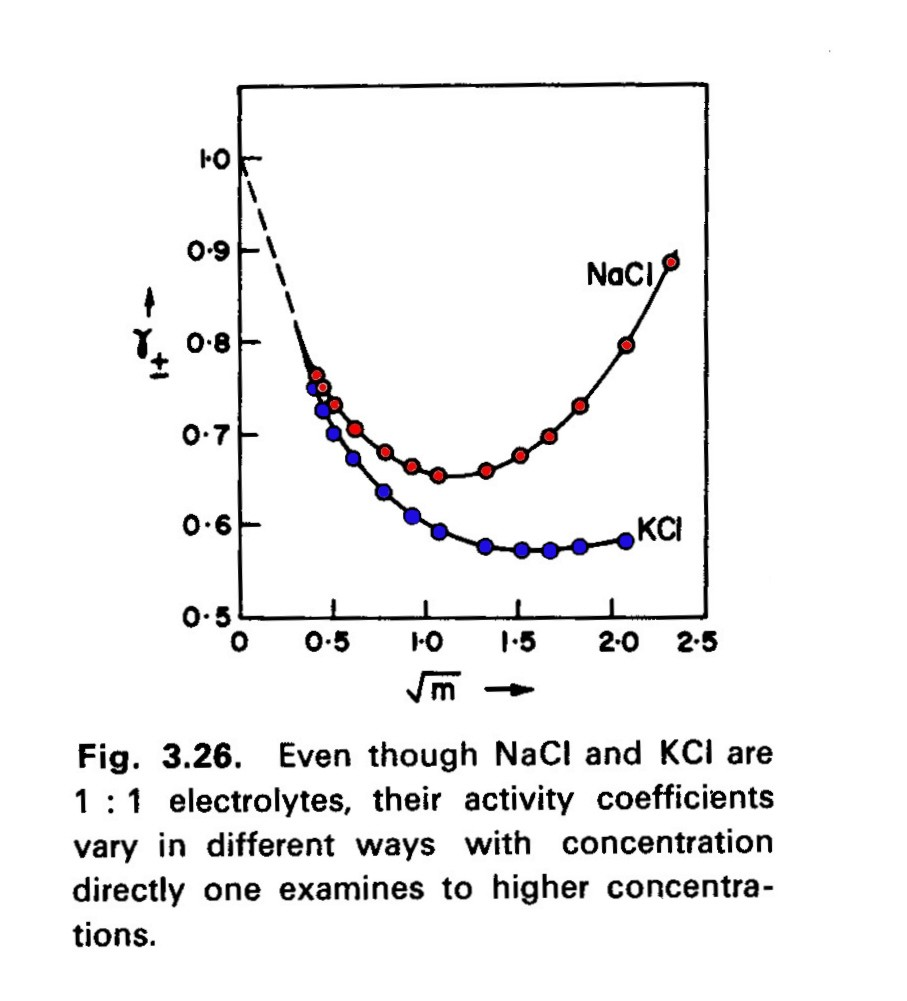 1·0
0·9
NaCl
γ±
0·8
0·7
0·6
KCl
0·5
0 0·5 1·0 1·5 2·0 2·5
√m
Fig. 3.26. Even though NaCl and KCl are
1 : 1 electrolytes, their activity coefficients
vary in different ways with concentration
directly one examines to higher concentra-
tions.